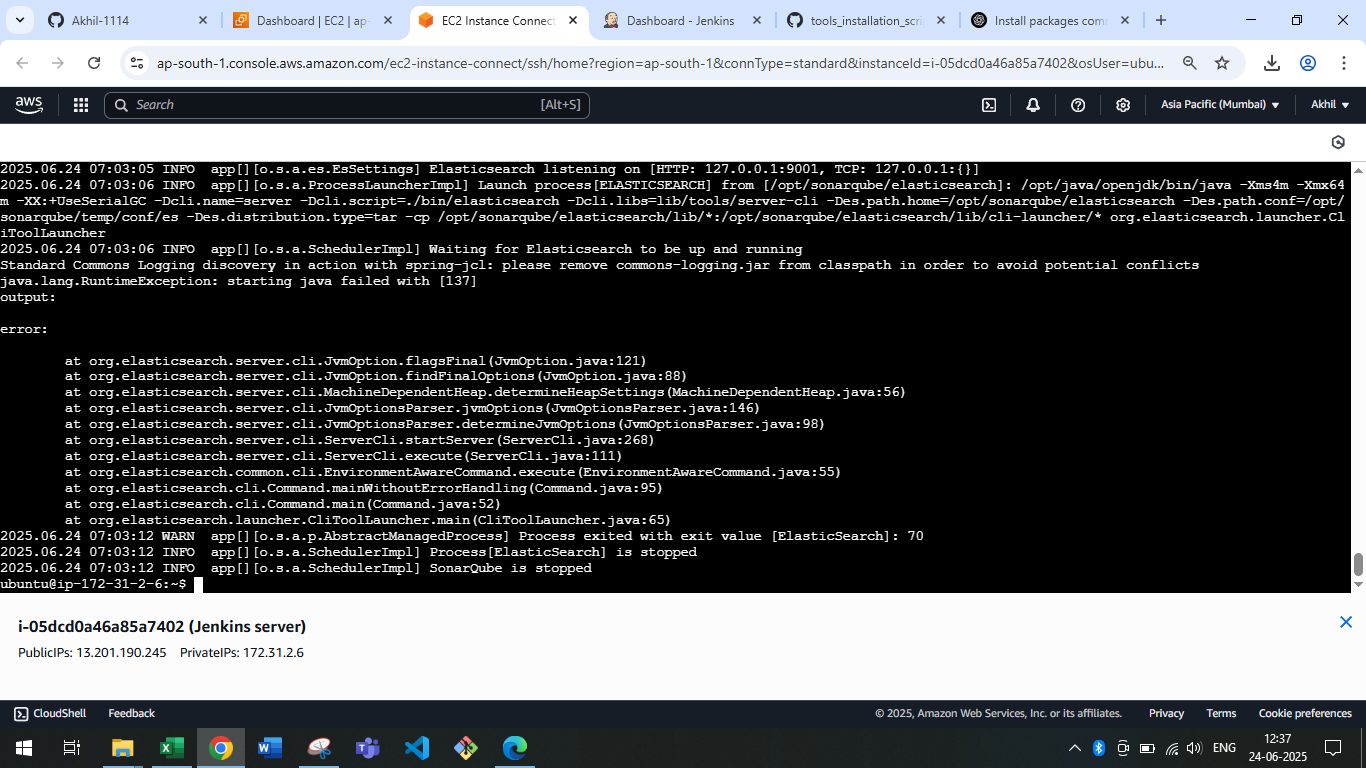 Akhil-1114
Dashboard | EC2 | ap-
EC2 Instance Connect
Dashboard - Jenkins
tools_installation_scri
Install packages com
ap-south-1.console.aws.amazon.com/ec2-instance-connect/ssh/home?region=ap-south-1&connType=standard&instanceId=i-05dcd0a46a85a7402&osUser=ubu...
aws
Search
[Alt+S]
Asia Pacific (Mumbai)
Akhil
2025.06.24 07:03:05 INFO  app[][o.s.a.es.EsSettings] Elasticsearch listening on [HTTP: 127.0.0.1:9001, TCP: 127.0.0.1:{}]
2025.06.24 07:03:06 INFO  app[][o.s.a.ProcessLauncherImpl] Launch process[ELASTICSEARCH] from [/opt/sonarqube/elasticsearch]: /opt/java/openjdk/bin/java -Xms4m -Xmx64
m -XX:+UseSerialGC -Dcli.name=server -Dcli.script=./bin/elasticsearch -Dcli.libs=lib/tools/server-cli -Des.path.home=/opt/sonarqube/elasticsearch -Des.path.conf=/opt/
sonarqube/temp/conf/es -Des.distribution.type=tar -cp /opt/sonarqube/elasticsearch/lib/*:/opt/sonarqube/elasticsearch/lib/cli-launcher/* org.elasticsearch.launcher.Cl
iToolLauncher
2025.06.24 07:03:06 INFO  app[][o.s.a.SchedulerImpl] Waiting for Elasticsearch to be up and running
Standard Commons Logging discovery in action with spring-jcl: please remove commons-logging.jar from classpath in order to avoid potential conflicts
java.lang.RuntimeException: starting java failed with [137]
output:
error:
at org.elasticsearch.server.cli.JvmOption.flagsFinal(JvmOption.java:121)
at org.elasticsearch.server.cli.JvmOption.findFinalOptions(JvmOption.java:88)
at org.elasticsearch.server.cli.MachineDependentHeap.determineHeapSettings(MachineDependentHeap.java:56)
at org.elasticsearch.server.cli.JvmOptionsParser.jvmOptions(JvmOptionsParser.java:146)
at org.elasticsearch.server.cli.JvmOptionsParser.determineJvmOptions(JvmOptionsParser.java:98)
at org.elasticsearch.server.cli.ServerCli.startServer(ServerCli.java:268)
at org.elasticsearch.server.cli.ServerCli.execute(ServerCli.java:111)
at org.elasticsearch.common.cli.EnvironmentAwareCommand.execute(EnvironmentAwareCommand.java:55)
at org.elasticsearch.cli.Command.mainWithoutErrorHandling(Command.java:95)
at org.elasticsearch.cli.Command.main(Command.java:52)
at org.elasticsearch.launcher.CliToolLauncher.main(CliToolLauncher.java:65)
2025.06.24 07:03:12 WARN  app[][o.s.a.p.AbstractManagedProcess] Process exited with exit value [ElasticSearch]: 70
2025.06.24 07:03:12 INFO  app[][o.s.a.SchedulerImpl] Process[ElasticSearch] is stopped
2025.06.24 07:03:12 INFO  app[][o.s.a.SchedulerImpl] SonarQube is stopped
ubuntu@ip-172-31-2-6:~$
i-05dcd0a46a85a7402 (Jenkins server)
PublicIPs: 13.201.190.245 PrivateIPs: 172.31.2.6
CloudShell
Feedback
© 2025, Amazon Web Services, Inc. or its affiliates.
Privacy
Terms
Cookie preferences
ENG
12:37
24-06-2025